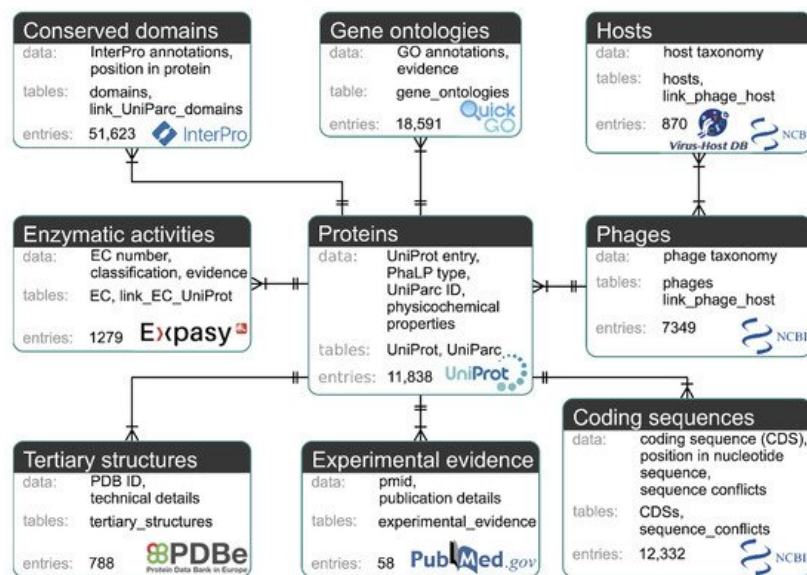 Conserved domains
data: InterPro annotations,
position in protein
tables: domains,
link_UniParc_domains
entries: 51,623 InterPro
Gene ontologies
data: GO annotations,
evidence
table: gene_ontologies
entries: 18,591 Quick
GO
Hosts
data: host taxonomy
tables: hosts,
link_phage_host
entries: 870
Virus-Host DB NCBI
Enzymatic activities
data: EC number,
classification, evidence
tables: EC, link_EC_UniProt
entries: 1279 Expasy
Proteins
data: UniProt entry,
PhaLP type,
UniParc ID,
physicochemical
properties
tables: UniProt, UniParc
entries: 11,838 UniProt
Phages
data: phage taxonomy
tables: phages
link_phage_host
entries: 7349 NCBI
Tertiary structures
data: PDB ID,
technical details
tables: tertiary_structures
entries: 788 PDBe
Protein Data Bank in Europe
Experimental evidence
data: pmid,
publication details
tables: experimental_evidence
entries: 58 PubMed.gov
Coding sequences
data: coding sequence (CDS),
position in nucleotide
sequence,
sequence conflicts
tables: CDSs,
sequence_conflicts
entries: 12,332 NCBI